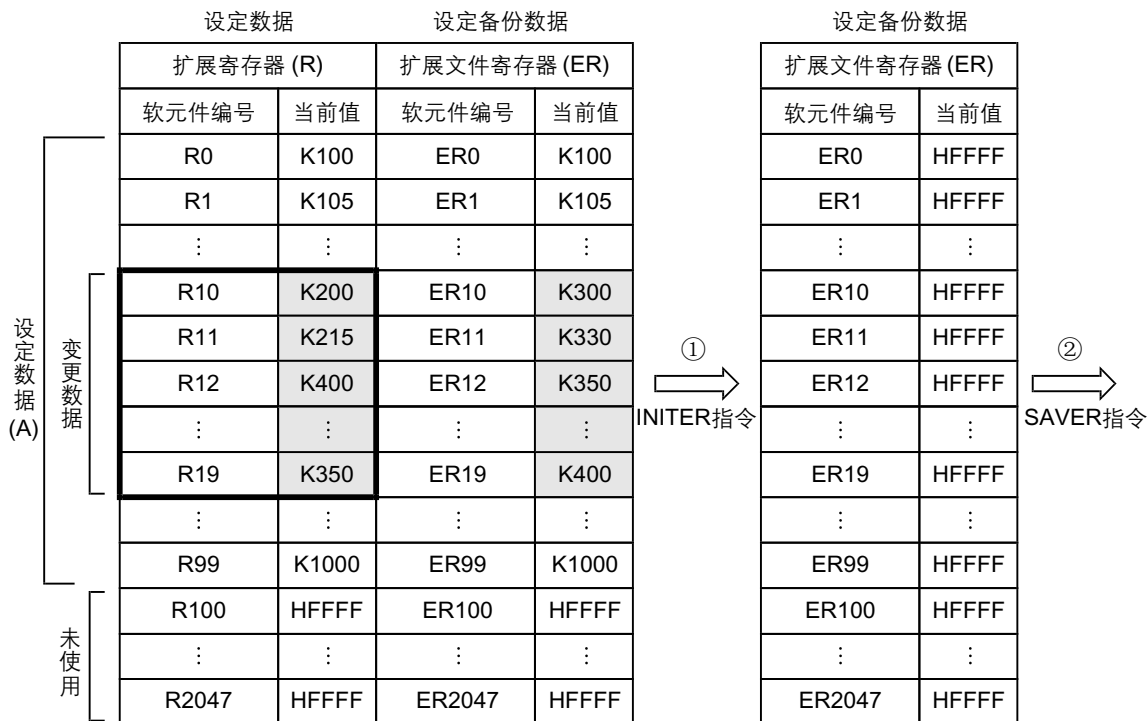 设定数据 设定备份数据 设定备份数据
扩展寄存器 (R) 扩展文件寄存器 (ER) 扩展文件寄存器 (ER)
软元件编号 当前值 软元件编号 当前值 软元件编号 当前值
R0 K100 ER0 K100 ER0 HFFFF
R1 K105 ER1 K105 ER1 HFFFF
⋮ ⋮ ⋮ ⋮ ⋮ ⋮
R10 K200 ER10 K300 ER10 HFFFF
R11 K215 ER11 K330 ER11 HFFFF
R12 K400 ER12 K350 ER12 HFFFF
⋮ ⋮ ⋮ ⋮ ⋮ ⋮
R19 K350 ER19 K400 ER19 HFFFF
⋮ ⋮ ⋮ ⋮ ⋮ ⋮
R99 K1000 ER99 K1000 ER99 HFFFF
R100 HFFFF ER100 HFFFF ER100 HFFFF
⋮ ⋮ ⋮ ⋮ ⋮ ⋮
R2047 HFFFF ER2047 HFFFF ER2047 HFFFF
设定数据(A)
变更数据
未使用
①
INITER指令
②
SAVER指令